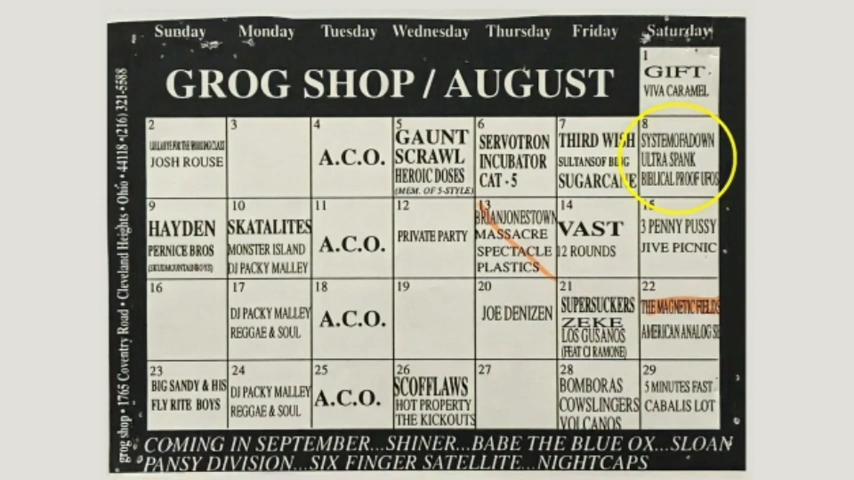 Sunday Monday Tuesday Wednesday Thursday Friday Saturday
GROG SHOP / AUGUST
1
GIFT
VIVA CARAMEL
2
JOSH ROUSE
3
4
A.C.O.
5
GAUNT
SCRAWL
HEROIC DOSES
(MEM. OF 5-STYLE)
6
SERVOTRON
INCUBATOR
CAT - 5
7
THIRD WISH
SULTANS OF BING
SUGARCANE
8
SYSTEMOFADOWN
ULTRA SPANK
BIBLICAL PROOF UFOS
9
HAYDEN
PERNICE BROS
10
SKATALITES
MONSTER ISLAND
DJ PACKY MALLEY
11
A.C.O.
12
PRIVATE PARTY
13
BRIANJONESTOWN
MASSACRE
SPECTACLE
PLASTICS
14
VAST
12 ROUNDS
15
3 PENNY PUSSY
JIVE PICNIC
16
17
DJ PACKY MALLEY
REGGAE & SOUL
18
A.C.O.
19
20
JOE DENIZEN
21
SUPERSUCKERS
ZEKE
LOS GUSANOS
(FEAT CJ RAMONE)
22
THE MAGNETIC FIELDS
AMERICAN ANALOG SE
23
BIG SANDY & HIS
FLY RITE BOYS
24
DJ PACKY MALLEY
REGGAE & SOUL
25
A.C.O.
26
SCOFFLAWS
HOT PROPERTY
THE KICKOUTS
27
28
BOMBORAS
COWSLINGERS
VOLCANOS
29
5 MINUTES FAST
CABALIS LOT
COMING IN SEPTEMBER...SHINER...BABE THE BLUE OX...SLOAN
PANSY DIVISION...SIX FINGER SATELLITE...NIGHTCAPS
grog shop • 1765 Coventry Road • Cleveland Heights • Ohio • 44118 • (216) 321-5588